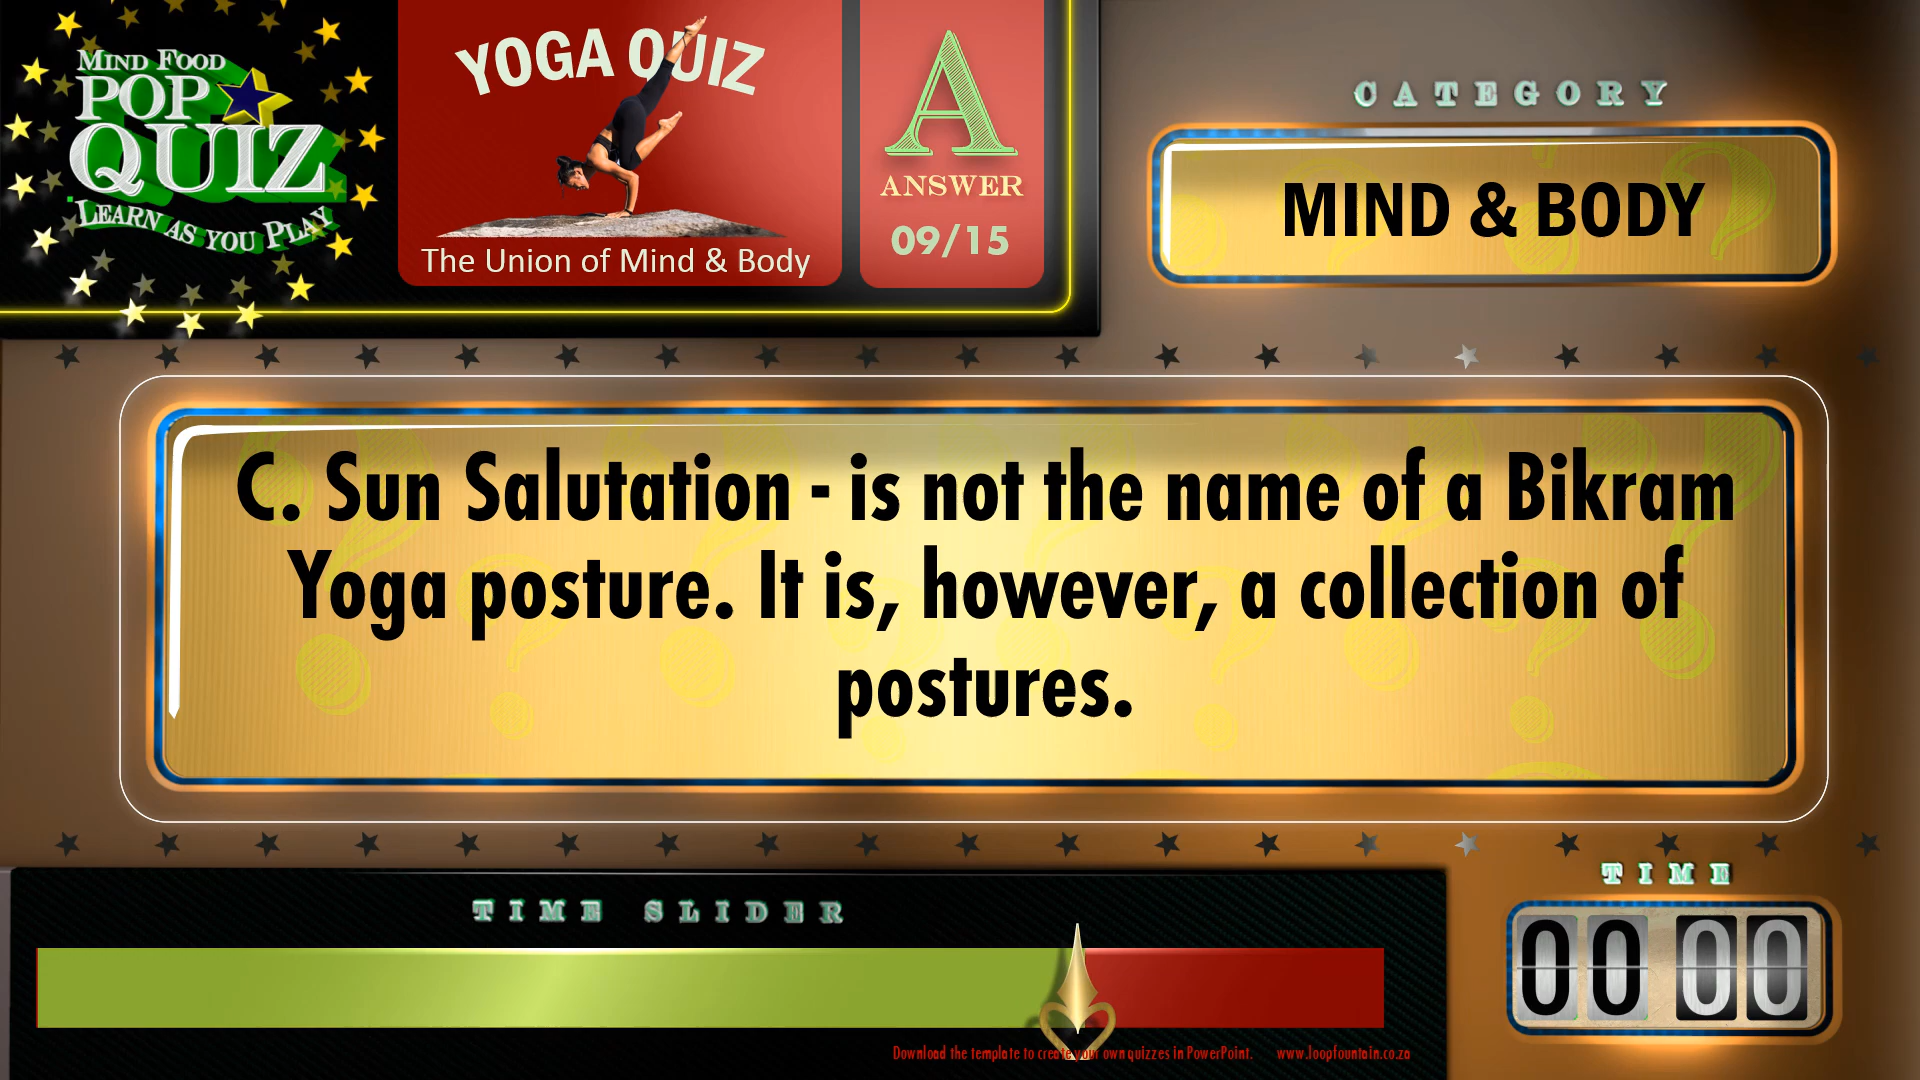 MIND FOOD
POP
QUIZ
LEARN AS YOU PLAY
YOGA QUIZ
The Union of Mind & Body
A
ANSWER
09/15
CATEGORY
MIND & BODY
C. Sun Salutation - is not the name of a Bikram
Yoga posture. It is, however, a collection of
postures.
TIME SLIDER
TIME
00 00
Download the template to create your own quizzes in PowerPoint. www.loopfountain.co.za